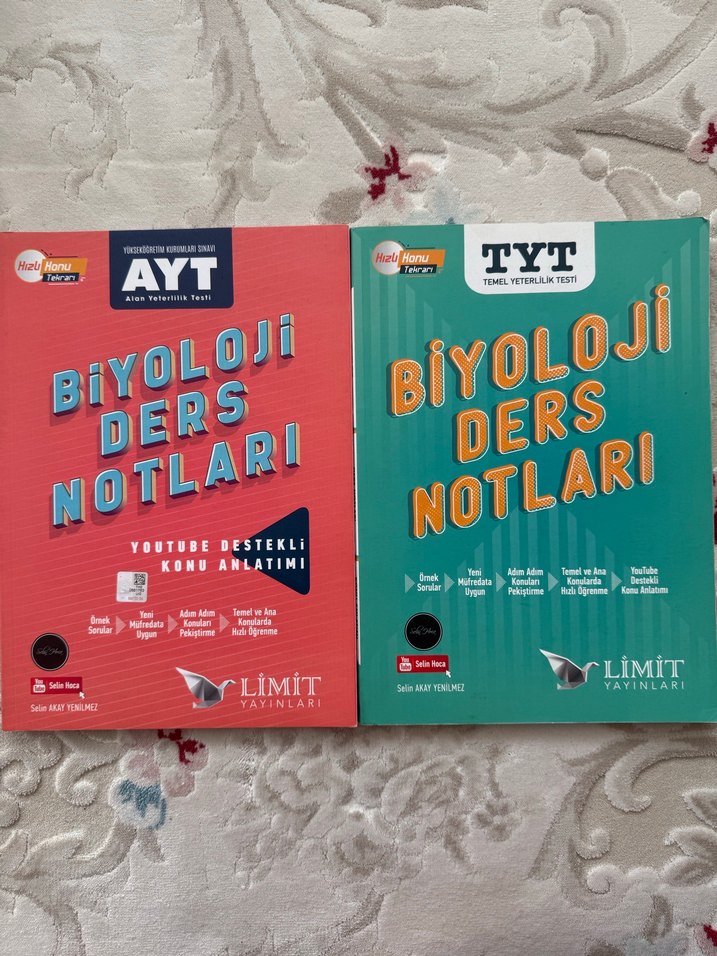 Hızlı Konu
Tekrarı
YÜKSEKÖĞRETİM KURUMLARI SINAVI
AYT
Alan Yeterlilik Testi
BİYOLOJİ
DERS
NOTLARI
YOUTUBE DESTEKLİ
KONU ANLATIMI
Örnek
Sorular
Yeni
Müfredata
Uygun
Adım Adım
Konuları
Pekiştirme
Temel ve Ana
Konularda
Hızlı Öğrenme
You
Tube
Selin Hoca
Selin AKAY YENİLMEZ
LİMİT
YAYINLARI
Hızlı Konu
Tekrarı
TYT
TEMEL YETERLİLİK TESTİ
BİYOLOJİ
DERS
NOTLARI
Örnek
Sorular
Yeni
Müfredata
Uygun
Adım Adım
Konuları
Pekiştirme
Temel ve Ana
Konularda
Hızlı Öğrenme
YouTube
Destekli
Konu Anlatımı
You
Tube
Selin Hoca
Selin AKAY YENİLMEZ
LİMİT
YAYINLARI